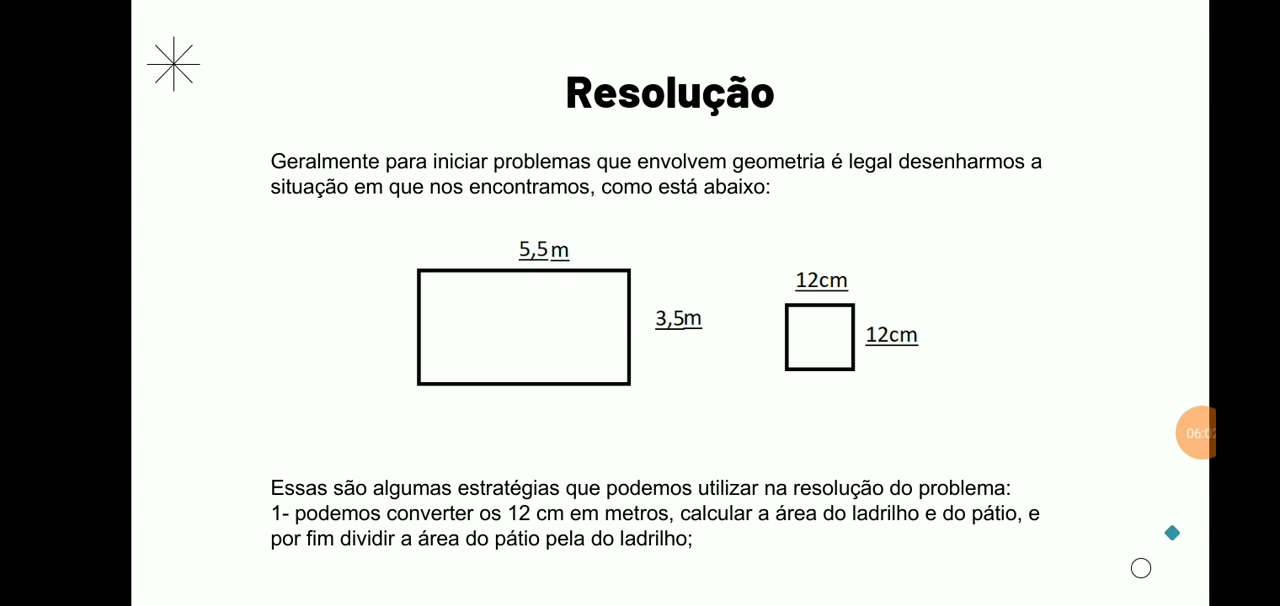 Resolução
Geralmente para iniciar problemas que envolvem geometria é legal desenharmos a
situação em que nos encontramos, como está abaixo:
5,5m
12cm
3,5m
12cm
Essas são algumas estratégias que podemos utilizar na resolução do problema:
1- podemos converter os 12 cm em metros, calcular a área do ladrilho e do pátio, e
por fim dividir a área do pátio pela do ladrilho;